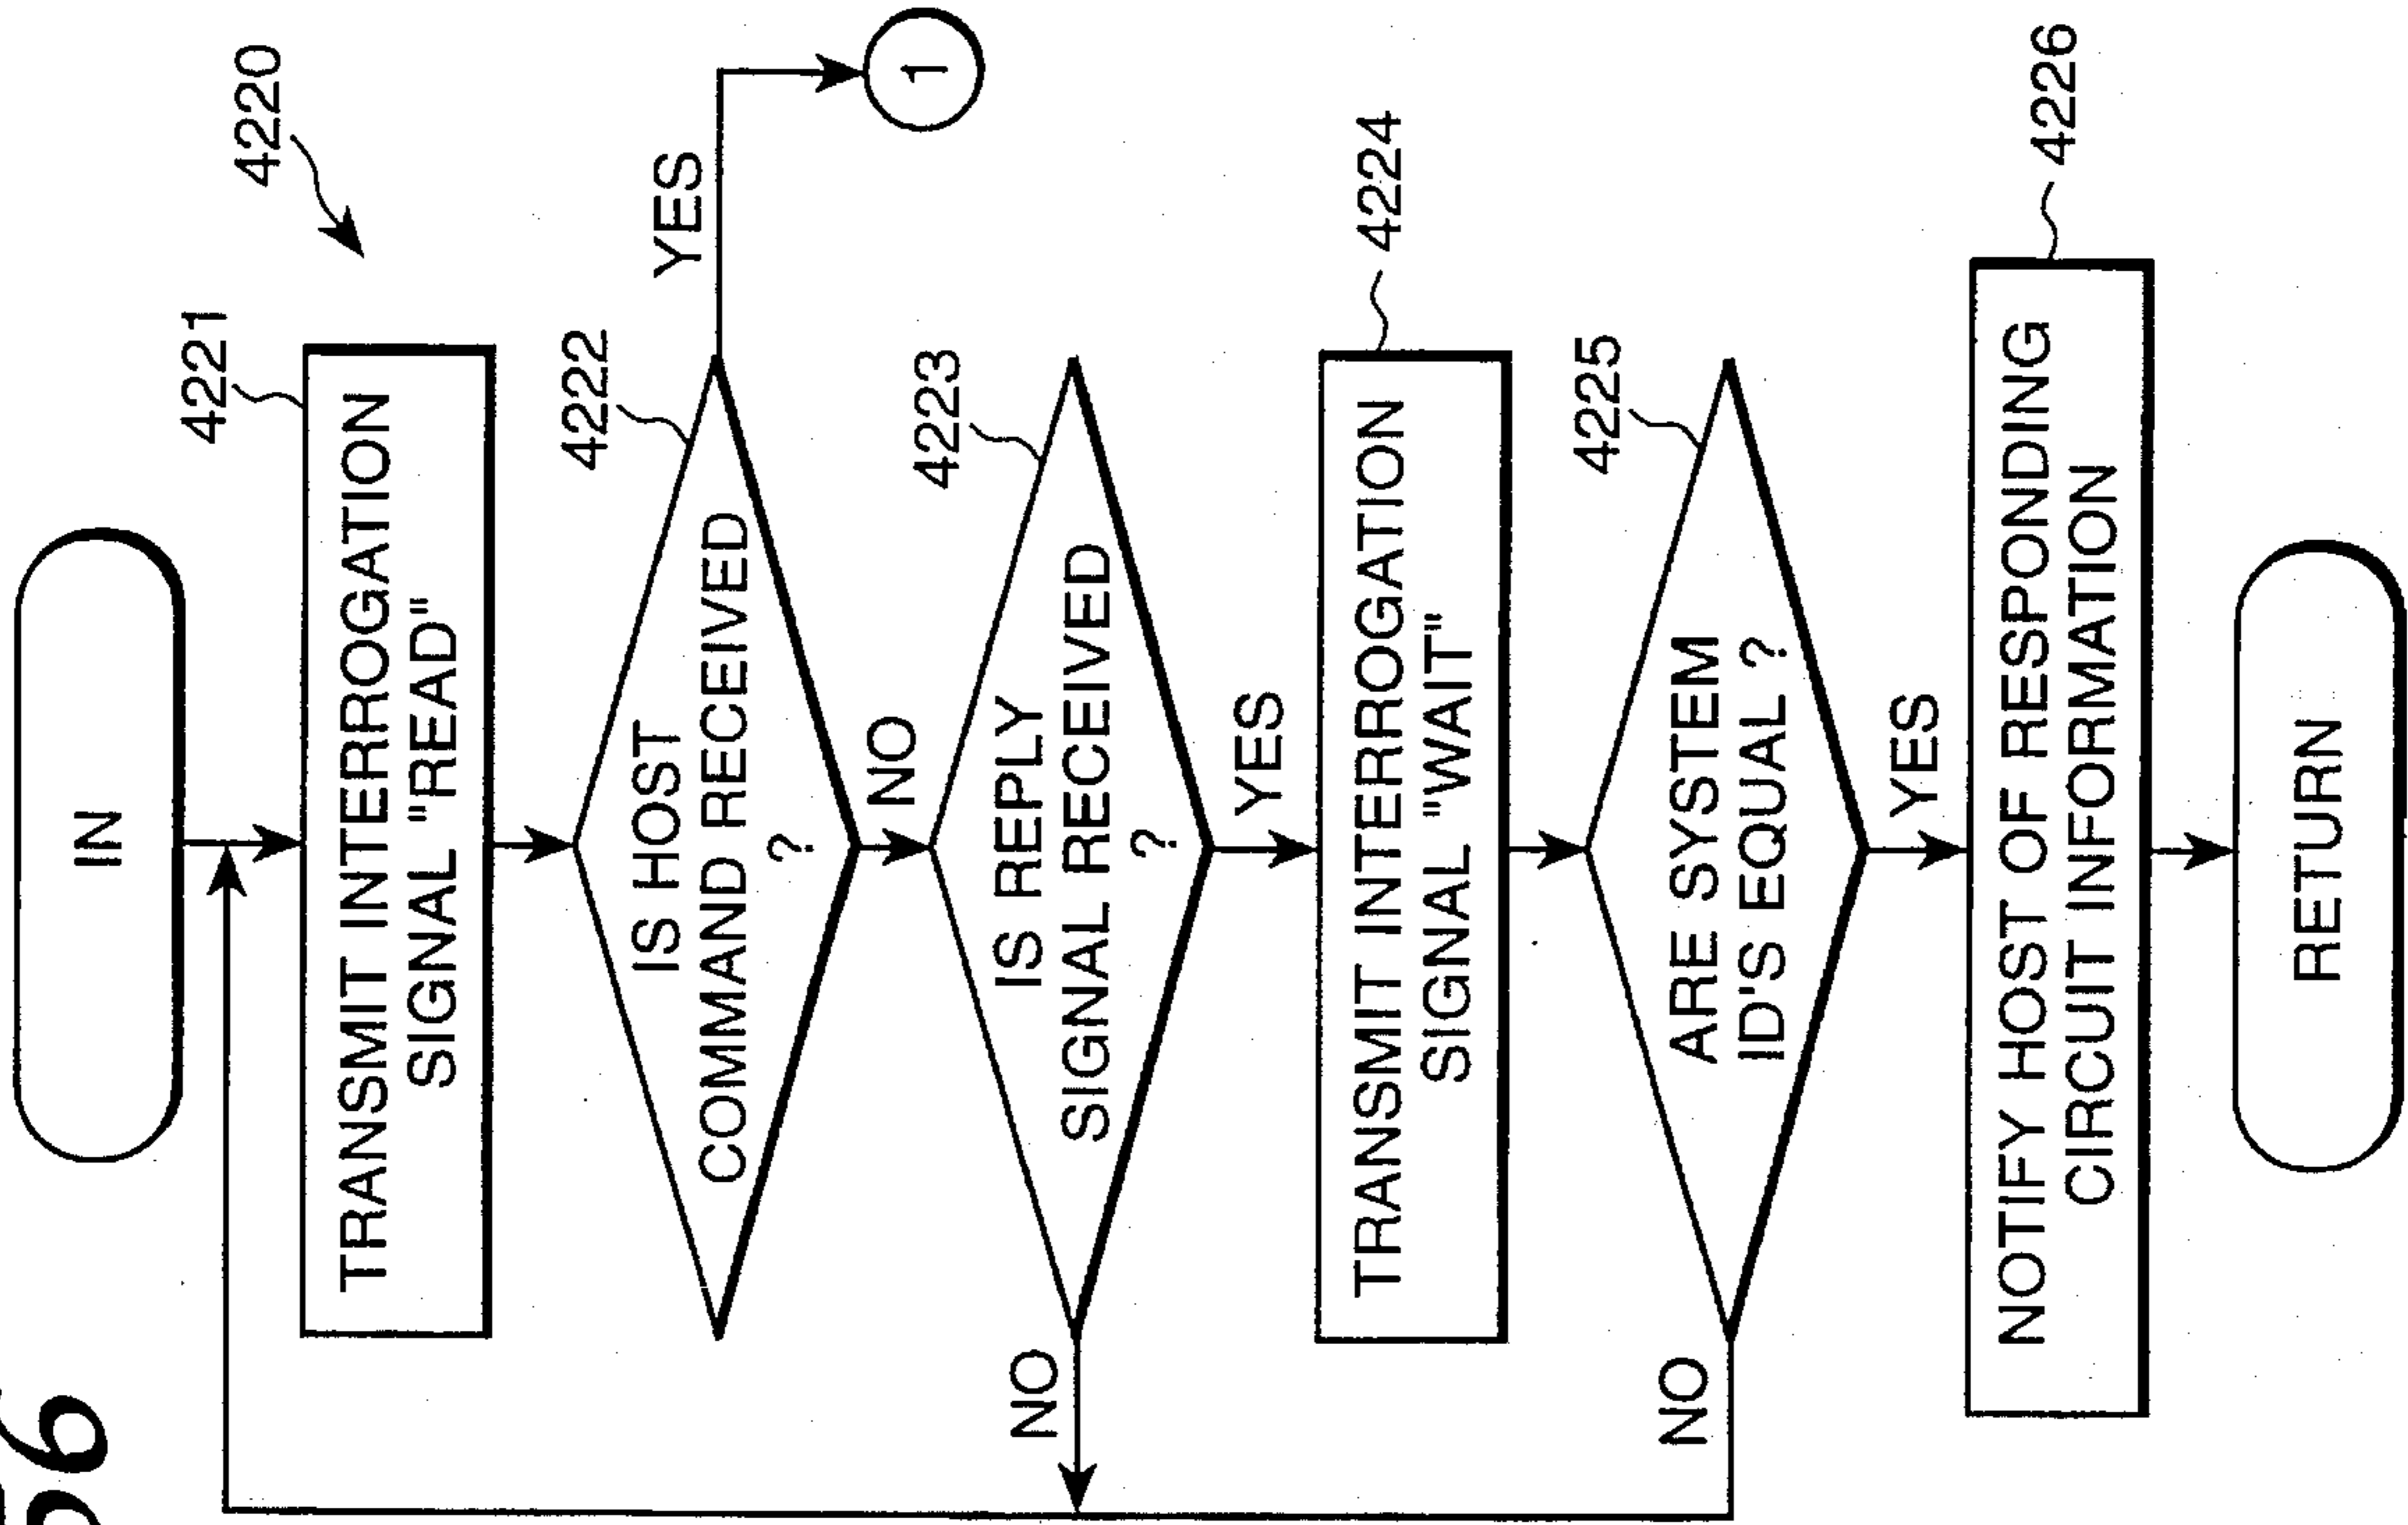 4220
IN
4221
TRANSMIT INTERROGATION
SIGNAL "READ"
4222
IS HOST
COMMAND RECEIVED
?
YES
1
NO
4223
IS REPLY
SIGNAL RECEIVED
?
NO
YES
4224
TRANSMIT INTERROGATION
SIGNAL "WAIT"
4225
ARE SYSTEM
ID'S EQUAL ?
NO
YES
4226
NOTIFY HOST OF RESPONDING
CIRCUIT INFORMATION
RETURN